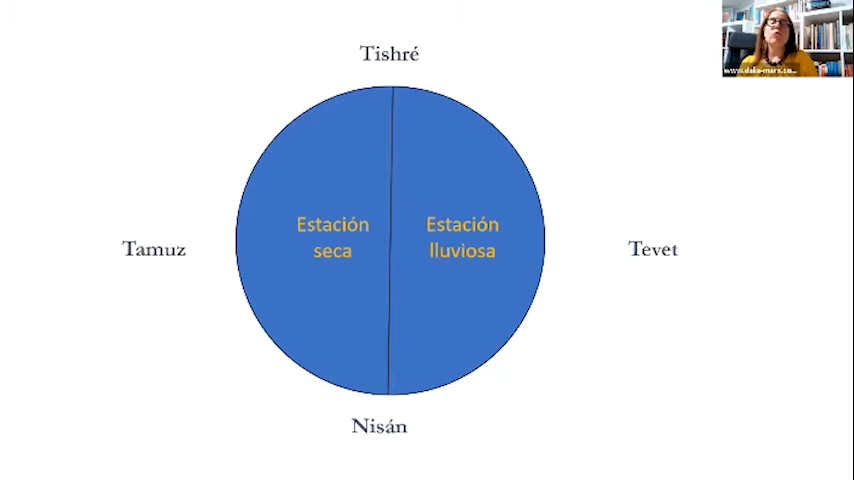 Tishré
Estación
seca
Estación
lluviosa
Tamuz
Tevet
Nisán